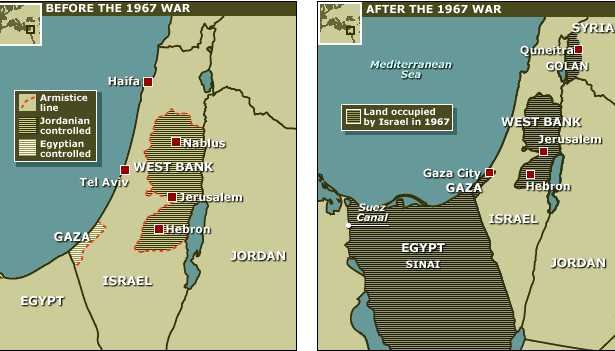 BEFORE THE 1967 WAR
Haifa
Armistice
line
Jordanian
controlled
Egyptian
controlled
Nablus
WEST BANK
Tel Aviv
Jerusalem
Hebron
GAZA
JORDAN
ISRAEL
EGYPT
AFTER THE 1967 WAR
SYRIA
Quneitra
GOLAN
Mediterranean
Sea
Land occupied
by Israel in 1967
WEST BANK
Jerusalem
Gaza City
GAZA
Hebron
Suez
Canal
ISRAEL
EGYPT
SINAI
JORDAN